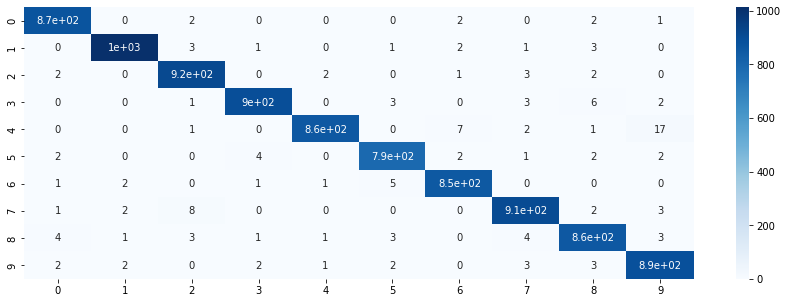 0 8.7e+02 0 2 0 0 0 2 0 2 1
1 0 1e+03 3 1 0 1 2 1 3 0
2 2 0 9.2e+02 0 2 0 1 3 2 0
3 0 0 1 9e+02 0 3 0 3 6 2
4 0 0 1 0 8.6e+02 0 7 2 1 17
5 2 0 0 4 0 7.9e+02 2 1 2 2
6 1 2 0 1 1 5 8.5e+02 0 0 0
7 1 2 8 0 0 0 0 9.1e+02 2 3
8 4 1 3 1 1 3 0 4 8.6e+02 3
9 2 2 0 2 1 2 0 3 3 8.9e+02
0 1 2 3 4 5 6 7 8 9
1000
800
600
400
200
0